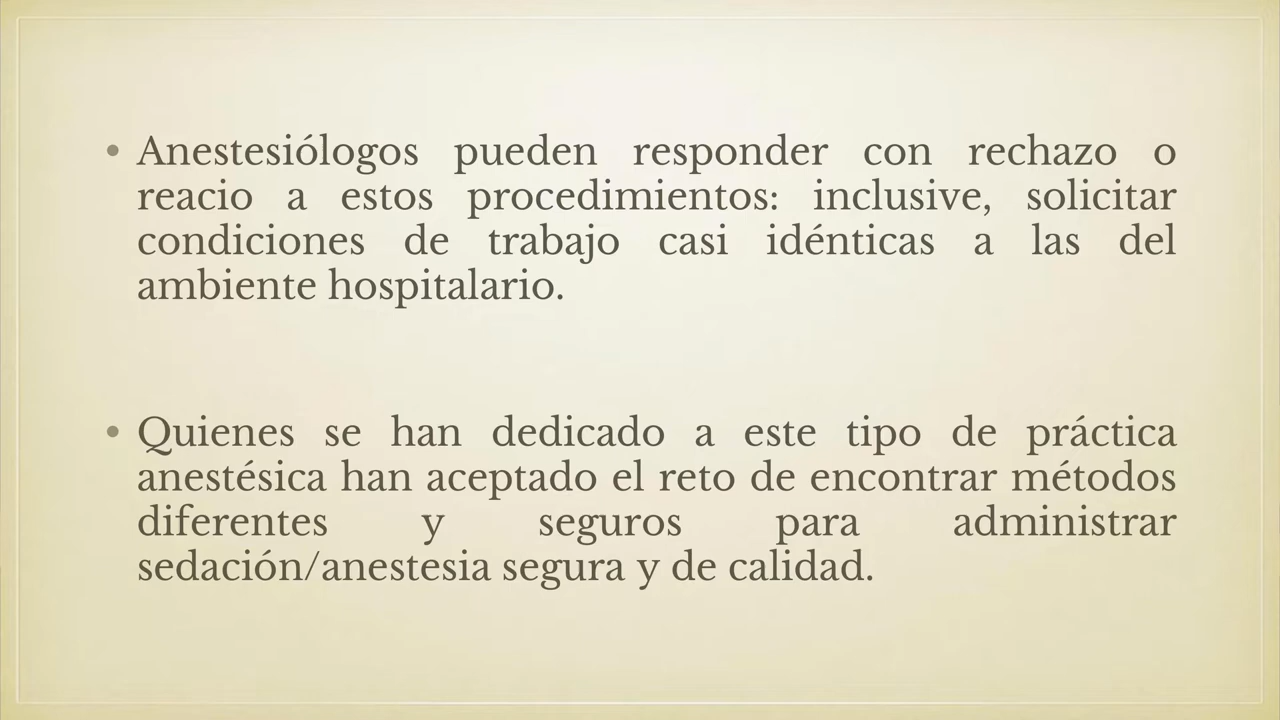 • Anestesiólogos pueden responder con rechazo o
reacio a estos procedimientos: inclusive, solicitar
condiciones de trabajo casi idénticas a las del
ambiente hospitalario.
• Quienes se han dedicado a este tipo de práctica
anestésica han aceptado el reto de encontrar métodos
diferentes y seguros para administrar
sedación/anestesia segura y de calidad.